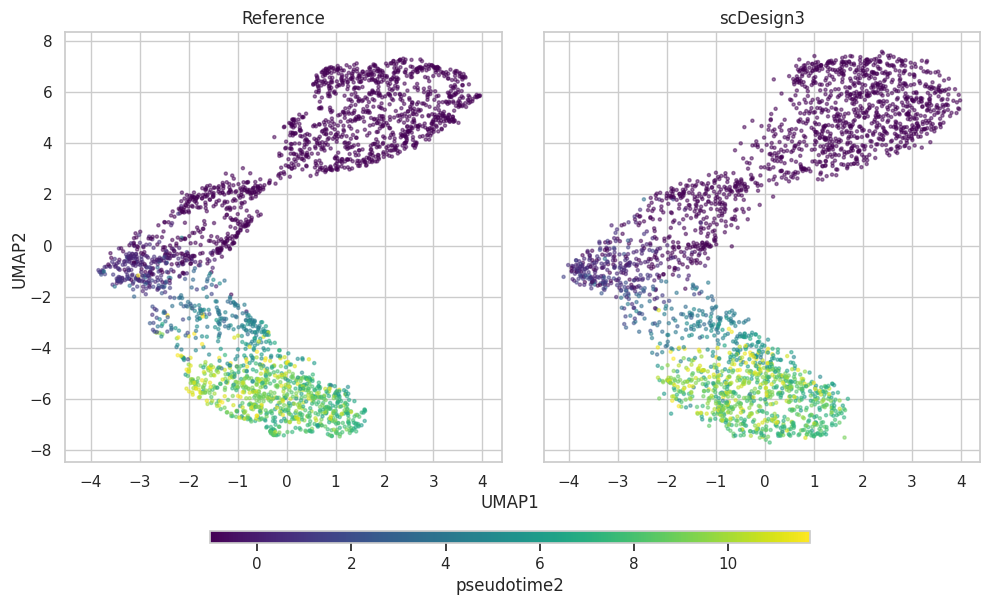 Reference
scDesign3
8
6
4
2
0
−2
−4
−6
−8
UMAP2
−4 −3 −2 −1 0 1 2 3 4
−4 −3 −2 −1 0 1 2 3 4
UMAP1
0 2 4 6 8 10
pseudotime2